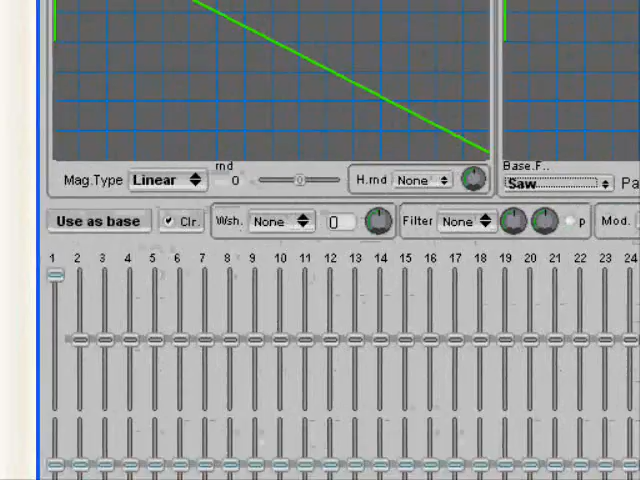 rnd
Base.F..
Mag.Type Linear 0 0 H.rnd None Saw Pa
Use as base Clr. Wsh. None 0 Filter None p Mod.
1 2 3 4 5 6 7 8 9 10 11 12 13 14 15 16 17 18 19 20 21 22 23 24